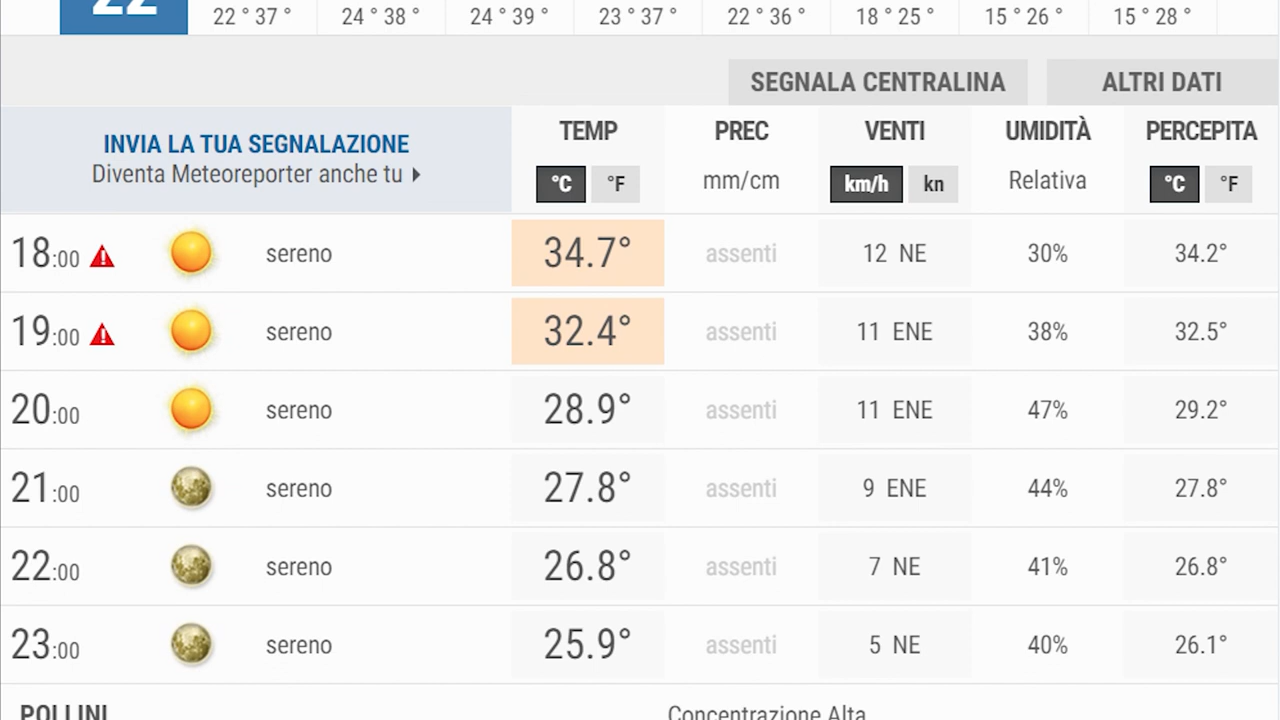 22
22° 37° 24° 38° 24° 39° 23° 37° 22° 36° 18° 25° 15° 26° 15° 28°
SEGNALA CENTRALINA ALTRI DATI
INVIA LA TUA SEGNALAZIONE
Diventa Meteoreporter anche tu
TEMP PREC VENTI UMIDITÀ PERCEPITA
°C °F mm/cm km/h kn Relativa °C °F
18:00 sereno 34.7° assenti 12 NE 30% 34.2°
19:00 sereno 32.4° assenti 11 ENE 38% 32.5°
20:00 sereno 28.9° assenti 11 ENE 47% 29.2°
21:00 sereno 27.8° assenti 9 ENE 44% 27.8°
22:00 sereno 26.8° assenti 7 NE 41% 26.8°
23:00 sereno 25.9° assenti 5 NE 40% 26.1°
POLLINI Concentrazione Alta